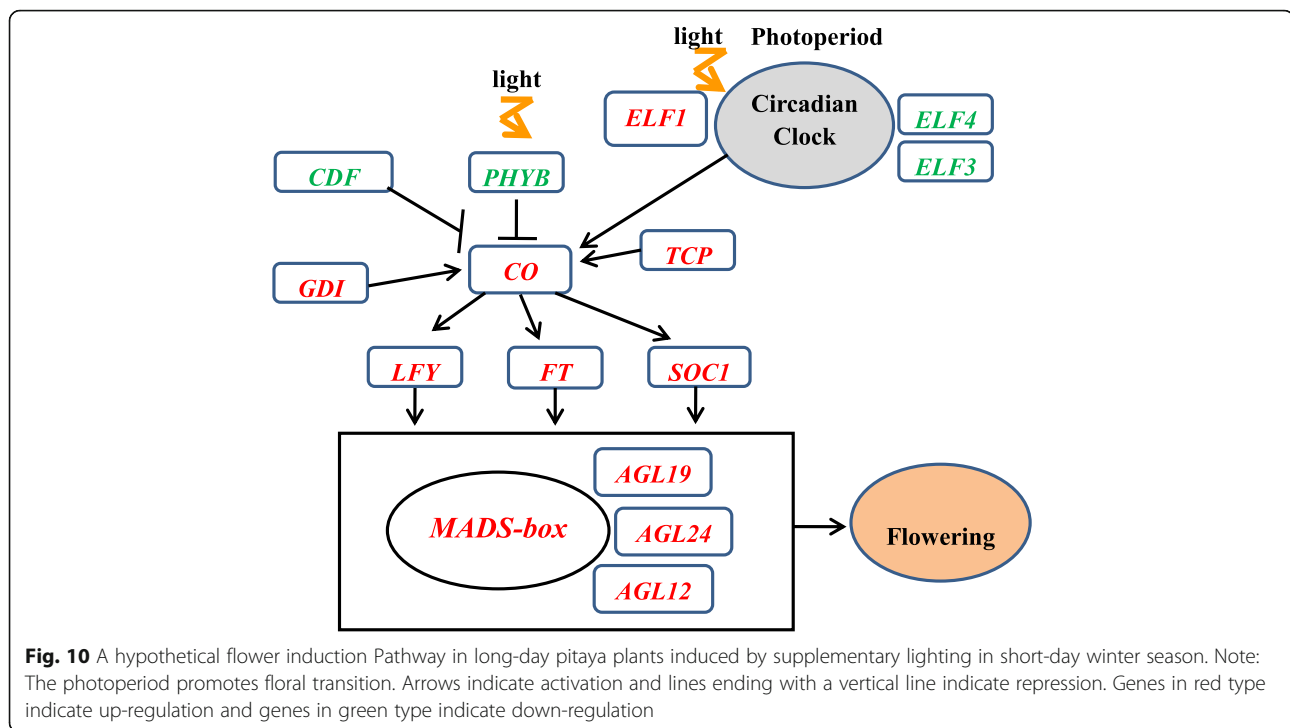 light Photoperiod
light
ELF1
Circadian
Clock
ELF4
ELF3
CDF
PHYB
CO
TCP
GDI
LFY
FT
SOC1
AGL19
MADS-box
AGL24
AGL12
Flowering
Fig. 10 A hypothetical flower induction Pathway in long-day pitaya plants induced by supplementary lighting in short-day winter season. Note:
The photoperiod promotes floral transition. Arrows indicate activation and lines ending with a vertical line indicate repression. Genes in red type
indicate up-regulation and genes in green type indicate down-regulation